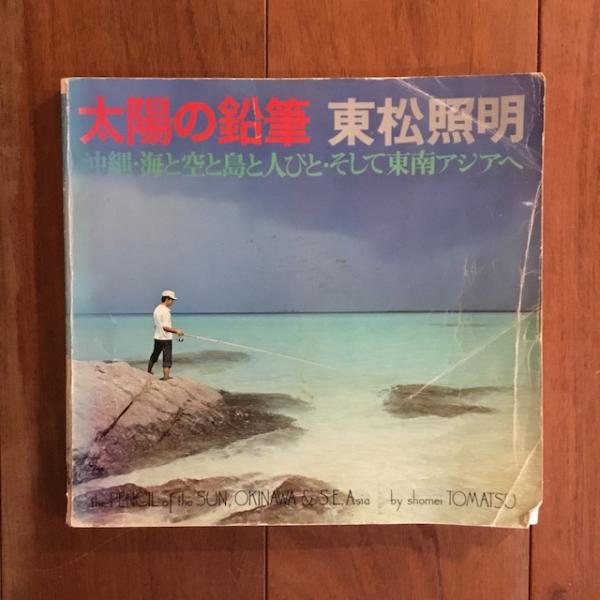 太陽の鉛筆 東松照明
沖縄・海と空と島と人びと・そして東南アジアへ
the PENCIL of the SUN, OKINAWA & S.E. Asia by shomei TOMATSU